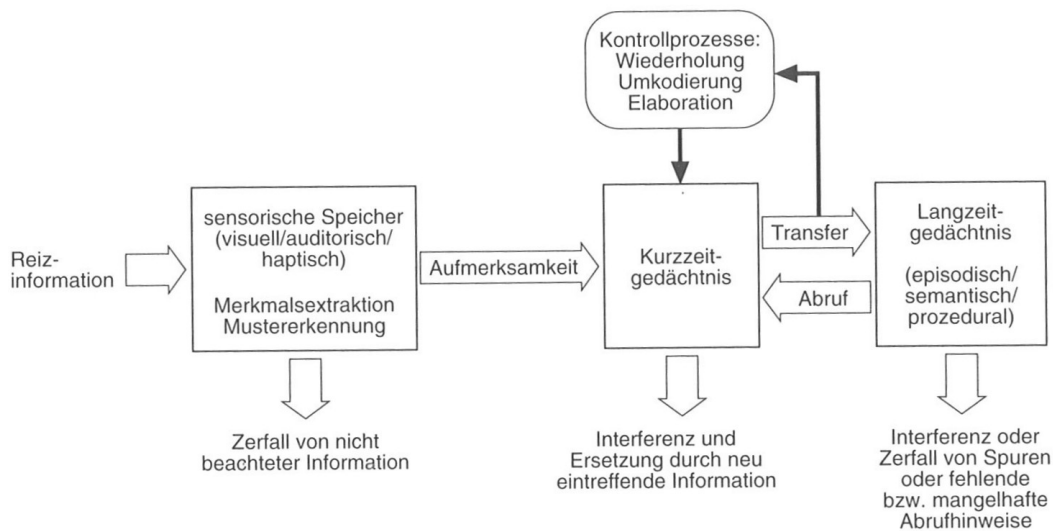 Kontrollprozesse:
Wiederholung
Umkodierung
Elaboration
Reiz-
information
sensorische Speicher
(visuell/auditorisch/
haptisch)
Merkmalsextraktion
Mustererkennung
Aufmerksamkeit
Kurzzeit-
gedächtnis
Transfer
Abruf
Langzeit-
gedächtnis
(episodisch/
semantisch/
prozedural)
Zerfall von nicht
beachteter Information
Interferenz und
Ersetzung durch neu
eintreffende Information
Interferenz oder
Zerfall von Spuren
oder fehlende
bzw. mangelhafte
Abrufhinweise